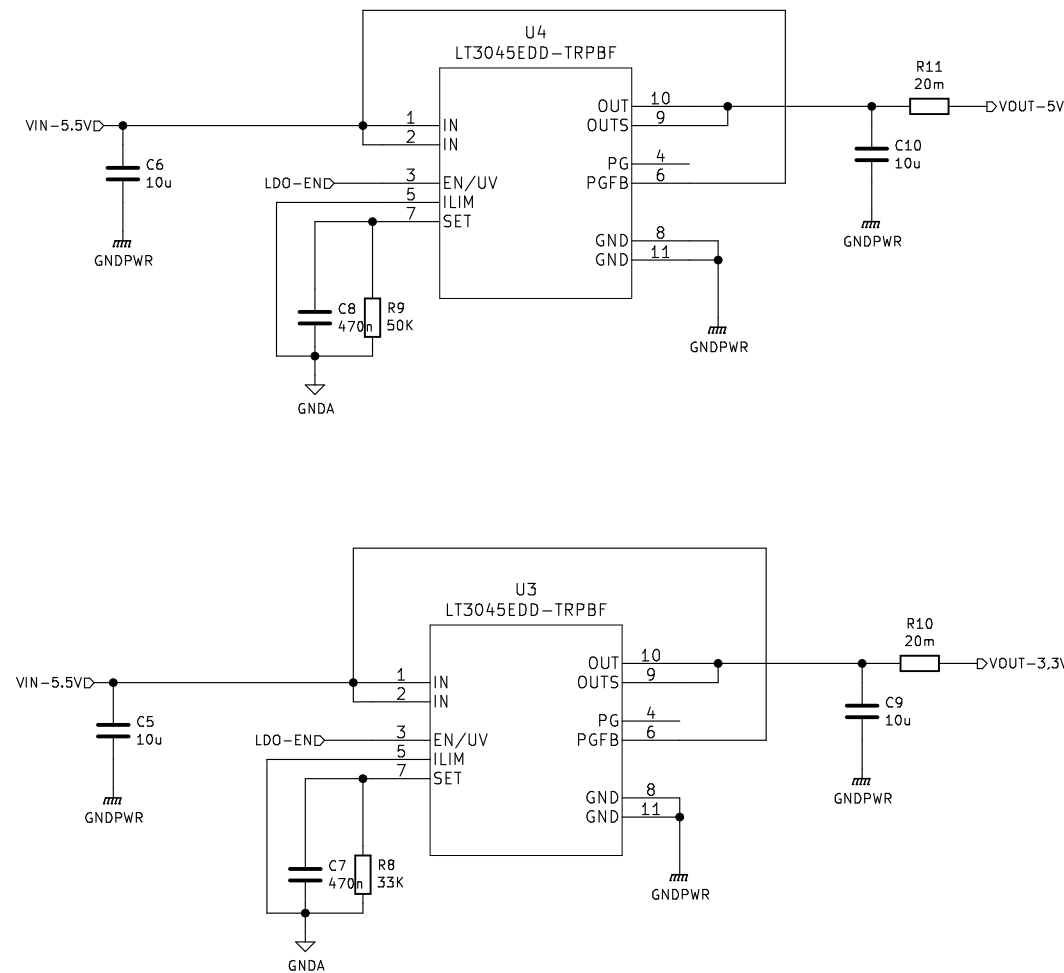 U4
LT3045EDD-TRPBF
R11
20m
OUT 10
VOUT-5V
VIN-5.5V
1 IN
OUTS 9
2 IN
C6
10u
C10
10u
PG 4
LDO-EN
3 EN/UV
PGFB 6
5 ILIM
7 SET
GND 8
GND 11
GNDPWR
GNDPWR
C8
470n
R9
50K
GNDPWR
GNDA
U3
LT3045EDD-TRPBF
R10
20m
OUT 10
VOUT-3,3V
VIN-5.5V
1 IN
OUTS 9
2 IN
C5
10u
C9
10u
PG 4
LDO-EN
3 EN/UV
PGFB 6
5 ILIM
7 SET
GND 8
GND 11
GNDPWR
GNDPWR
C7
470n
R8
33K
GNDPWR
GNDA